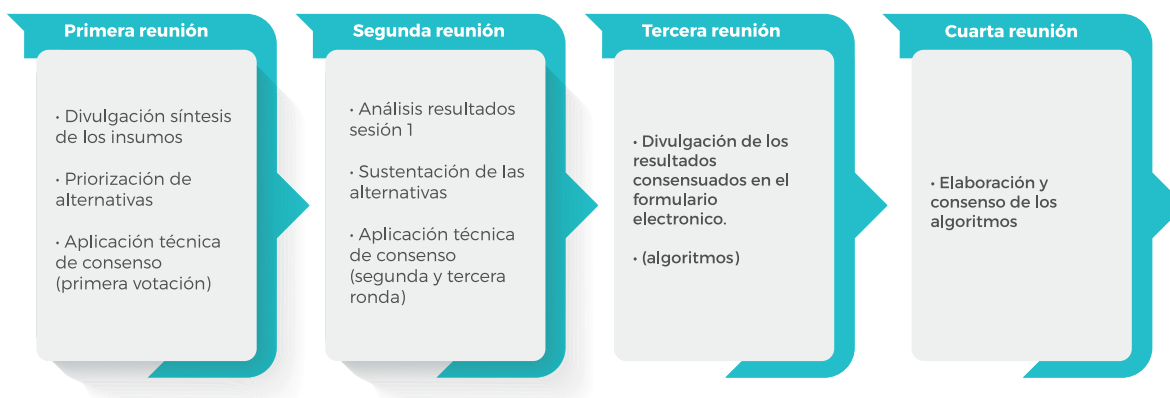 Primera reunión
• Divulgación síntesis
de los insumos
• Priorización de
alternativas
• Aplicación técnica
de consenso
(primera votación)
Segunda reunión
• Análisis resultados
sesión 1
• Sustentación de las
alternativas
• Aplicación técnica
de consenso
(segunda y tercera
ronda)
Tercera reunión
• Divulgación de los
resultados
consensuados en el
formulario
electronico.
• (algoritmos)
Cuarta reunión
• Elaboración y
consenso de los
algoritmos